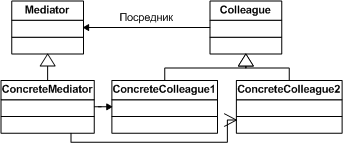 Mediator
Colleague
Посредник
ConcreteMediator
ConcreteColleague1
ConcreteColleague2